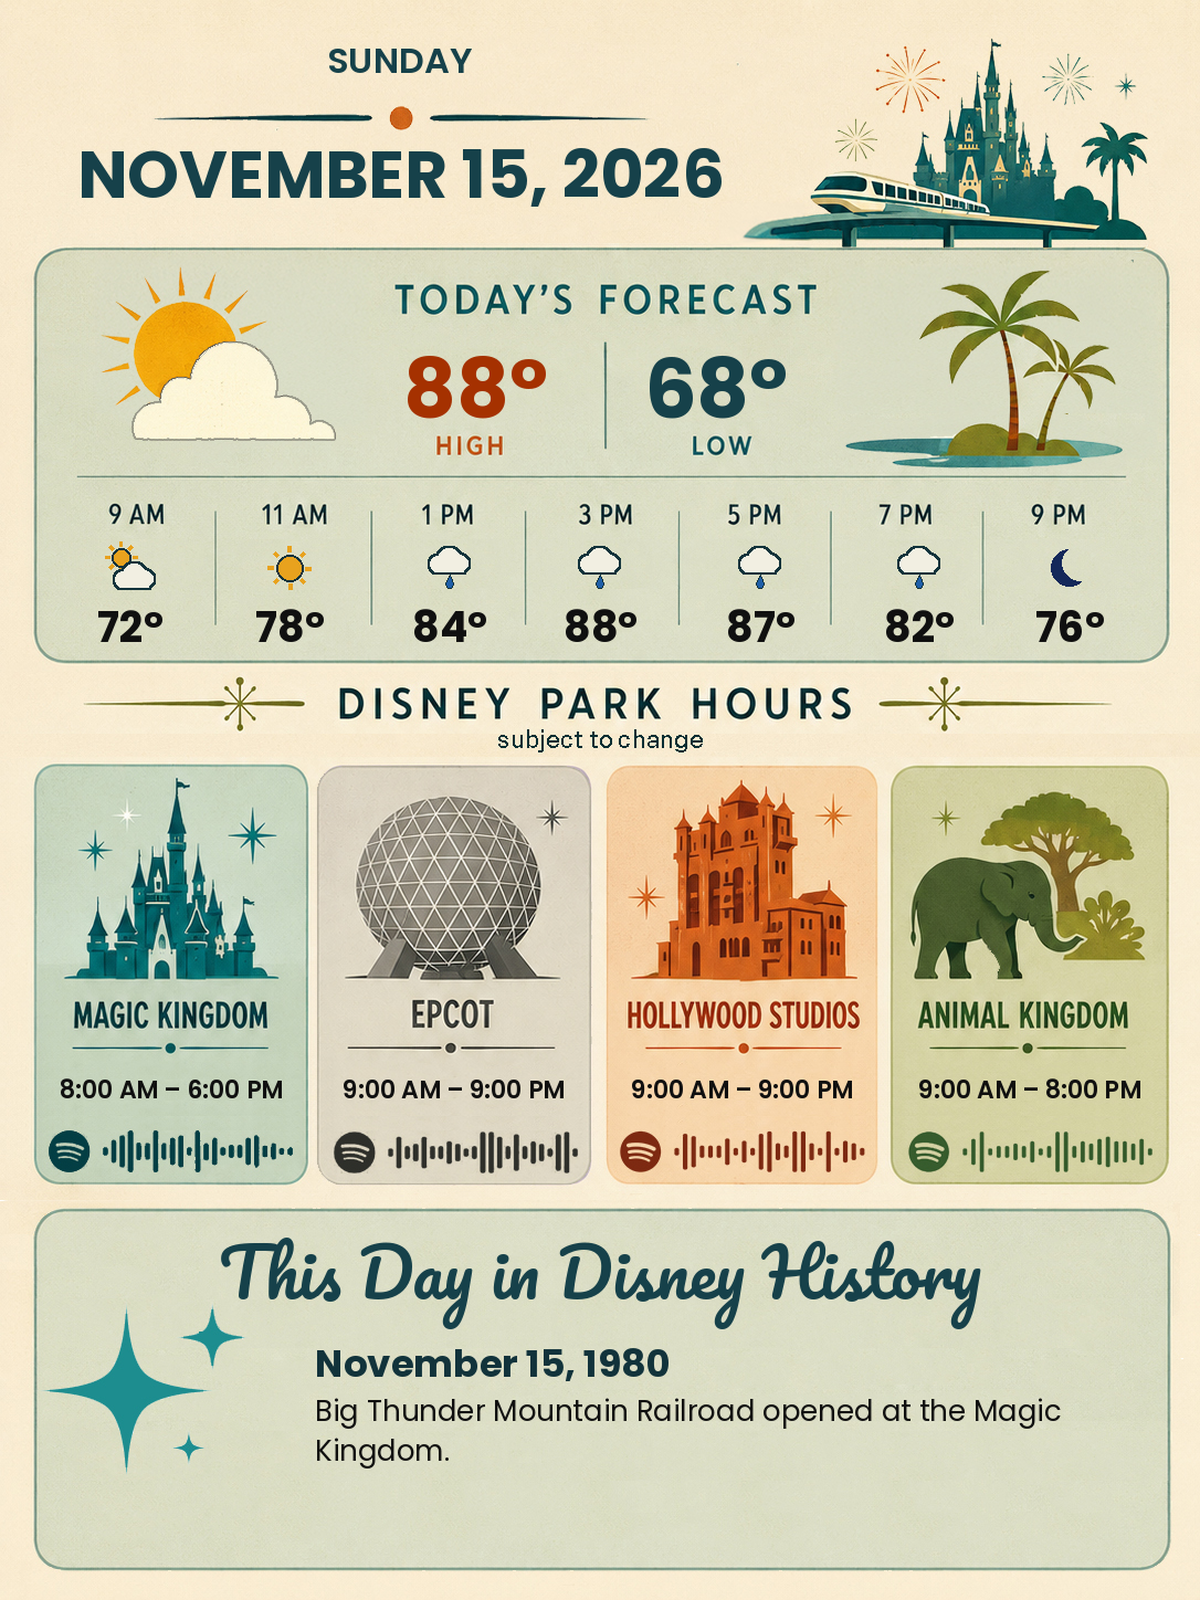 SUNDAY
NOVEMBER 15, 2026
TODAY'S FORECAST
88° 68°
HIGH LOW
9 AM 11 AM 1 PM 3 PM 5 PM 7 PM 9 PM
72° 78° 84° 88° 87° 82° 76°
DISNEY PARK HOURS
subject to change
MAGIC KINGDOM EPCOT HOLLYWOOD STUDIOS ANIMAL KINGDOM
8:00 AM – 6:00 PM 9:00 AM – 9:00 PM 9:00 AM – 9:00 PM 9:00 AM – 8:00 PM
This Day in Disney History
November 15, 1980
Big Thunder Mountain Railroad opened at the Magic
Kingdom.